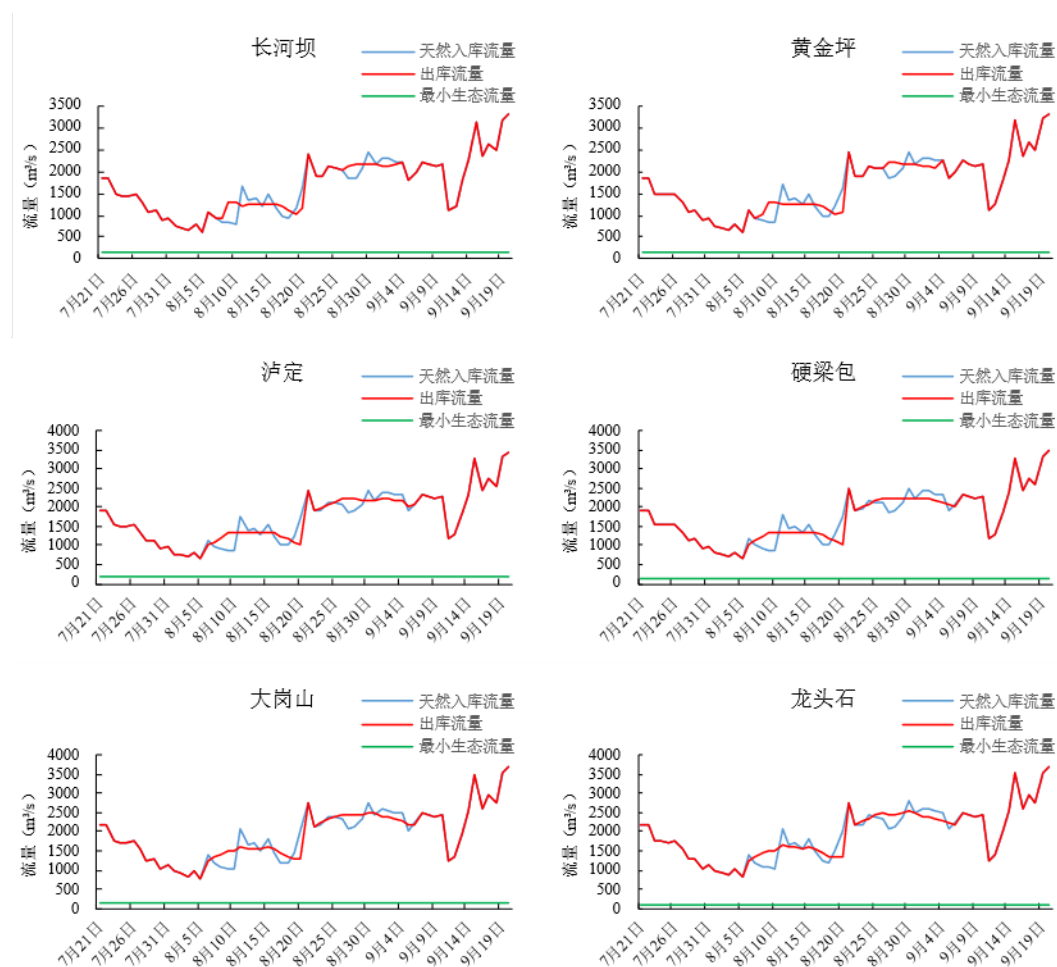 长河坝
天然入库流量
出库流量
最小生态流量
流量（m³/s）
3500
3000
2500
2000
1500
1000
500
0
7月21日
7月26日
7月31日
8月5日
8月10日
8月15日
8月20日
8月25日
8月30日
9月4日
9月9日
9月14日
9月19日
黄金坪
天然入库流量
出库流量
最小生态流量
流量（m³/s）
3500
3000
2500
2000
1500
1000
500
0
7月21日
7月26日
7月31日
8月5日
8月10日
8月15日
8月20日
8月25日
8月30日
9月4日
9月9日
9月14日
9月19日
泸定
天然入库流量
出库流量
最小生态流量
流量（m³/s）
4000
3500
3000
2500
2000
1500
1000
500
0
7月21日
7月26日
7月31日
8月5日
8月10日
8月15日
8月20日
8月25日
8月30日
9月4日
9月9日
9月14日
9月19日
硬梁包
天然入库流量
出库流量
最小生态流量
流量（m³/s）
4000
3500
3000
2500
2000
1500
1000
500
0
7月21日
7月26日
7月31日
8月5日
8月10日
8月15日
8月20日
8月25日
8月30日
9月4日
9月9日
9月14日
9月19日
大岗山
天然入库流量
出库流量
最小生态流量
流量（m³/s）
4000
3500
3000
2500
2000
1500
1000
500
0
7月21日
7月26日
7月31日
8月5日
8月10日
8月15日
8月20日
8月25日
8月30日
9月4日
9月9日
9月14日
9月19日
龙头石
天然入库流量
出库流量
最小生态流量
流量（m³/s）
4000
3500
3000
2500
2000
1500
1000
500
0
7月21日
7月26日
7月31日
8月5日
8月10日
8月15日
8月20日
8月25日
8月30日
9月4日
9月9日
9月14日
9月19日